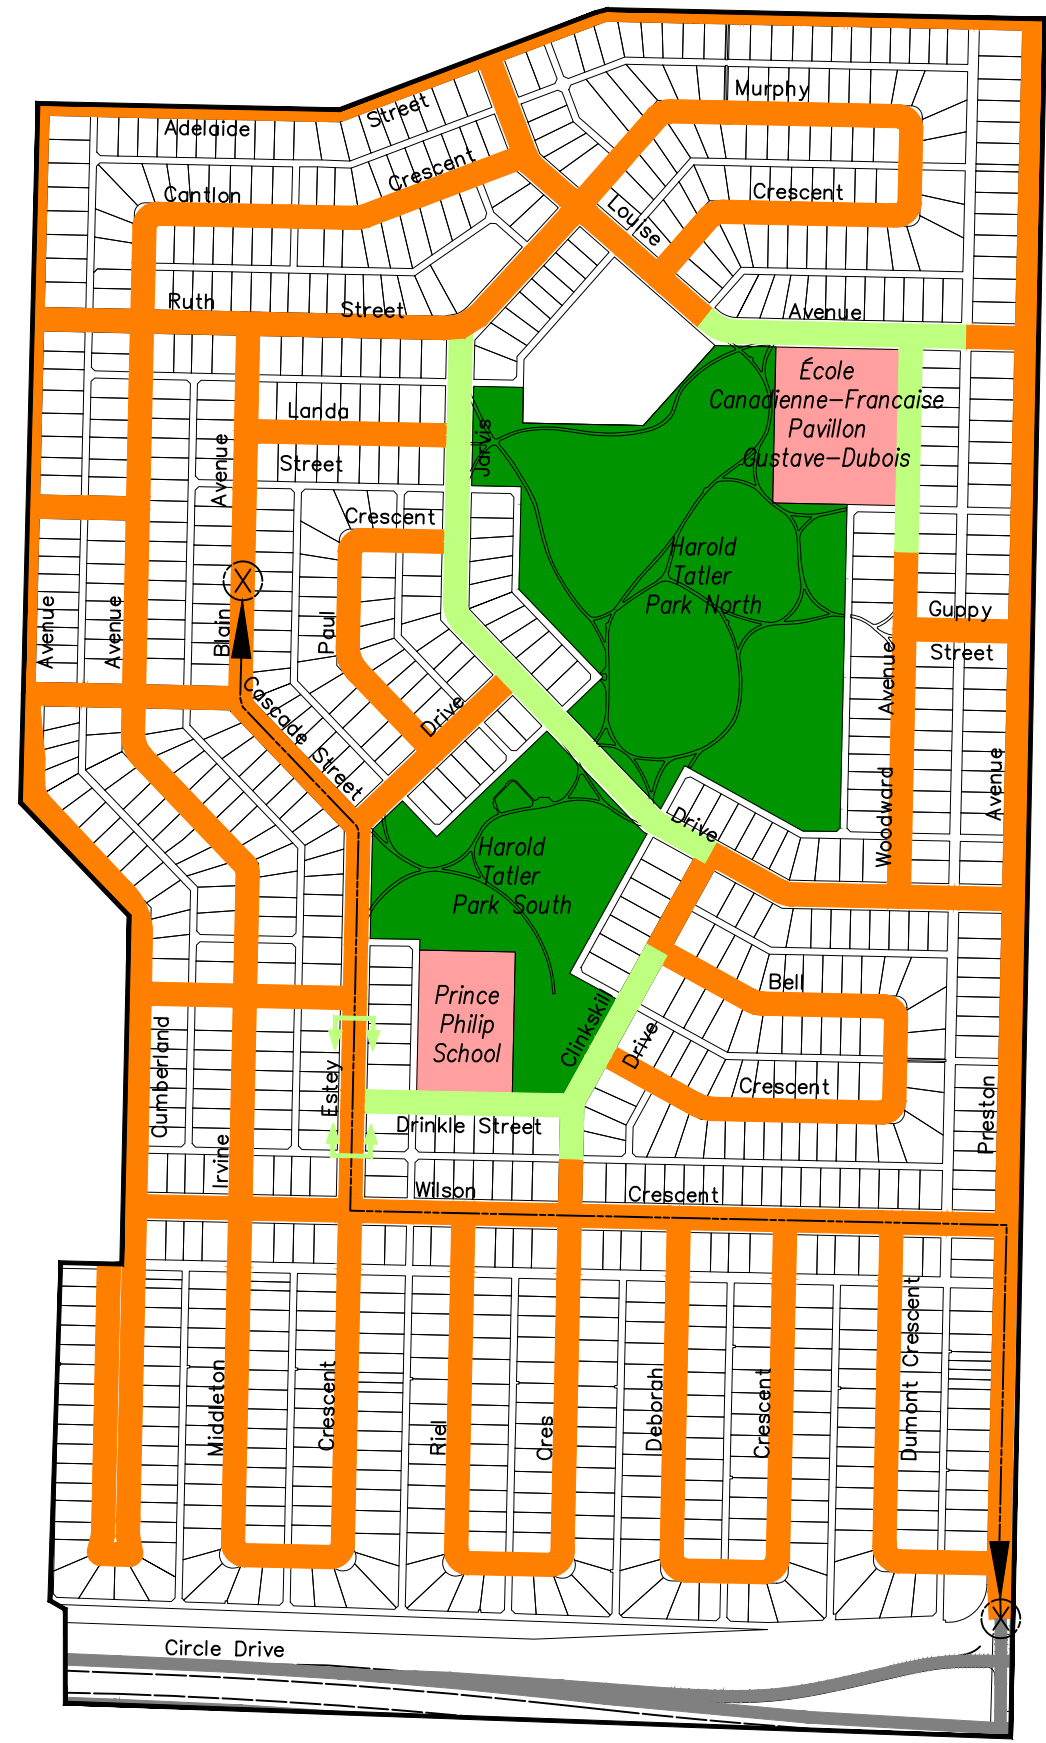 Murphy
Street
Adelaide
Crescent
Cantlon
Crescent
Louise
Ruth
Street
Avenue
École
Canadienne-Francaise
Pavillon
Gustave-Dubois
Landa
Street
Jarvis
Avenue
Crescent
Harold
Tatler
Park North
Guppy
Street
Avenue
Avenue
Blain
Paul
Avenue
Cascade Street
Drive
Avenue
Woodward
Drive
Harold
Tatler
Park South
Bell
Prince
Philip
School
Clinkskil
Drive
Cumberland
Estey
Crescent
Preston
Drinkle Street
Irvine
Wilson
Crescent
Middleton
Crescent
Riel
Cres
Deborah
Crescent
Dumont Crescent
Circle Drive